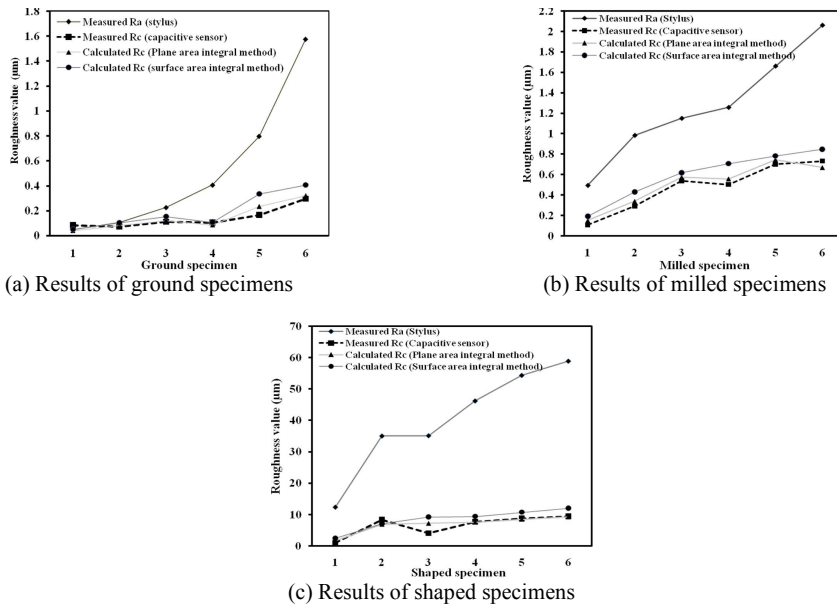 Measured Ra (stylus)
Measured Rc (capacitive sensor)
Calculated Rc (Plane area integral method)
Calculated Rc (surface area integral method)
Roughness value (µm)
1.8
1.6
1.4
1.2
1
0.8
0.6
0.4
0.2
0
1 2 3 4 5 6
Ground specimen
(a) Results of ground specimens
Measured Ra (Stylus)
Measured Rc (Capacitive sensor)
Calculated Rc (Plane area integral method)
Calculated Rc (Surface area integral method)
Roughness value (µm)
2.2
2
1.8
1.6
1.4
1.2
1
0.8
0.6
0.4
0.2
0
1 2 3 4 5 6
Milled specimen
(b) Results of milled specimens
Measured Ra (Stylus)
Measured Rc (Capacitive sensor)
Calculated Rc (Plane area integral method)
Calculated Rc (Surface area integral method)
Roughness value (µm)
70
60
50
40
30
20
10
0
1 2 3 4 5 6
Shaped specimen
(c) Results of shaped specimens